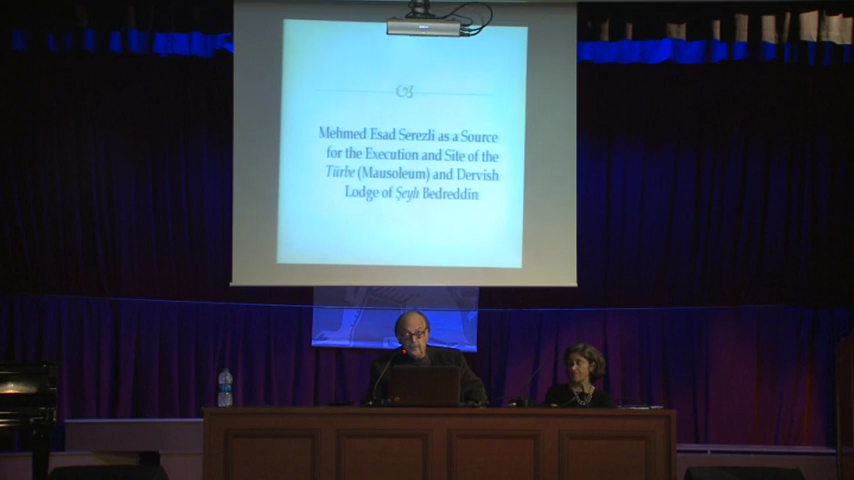 Mehmed Esad Serezli as a Source
for the Execution and Site of the
Türbe (Mausoleum) and Dervish
Lodge of Şeyh Bedreddin